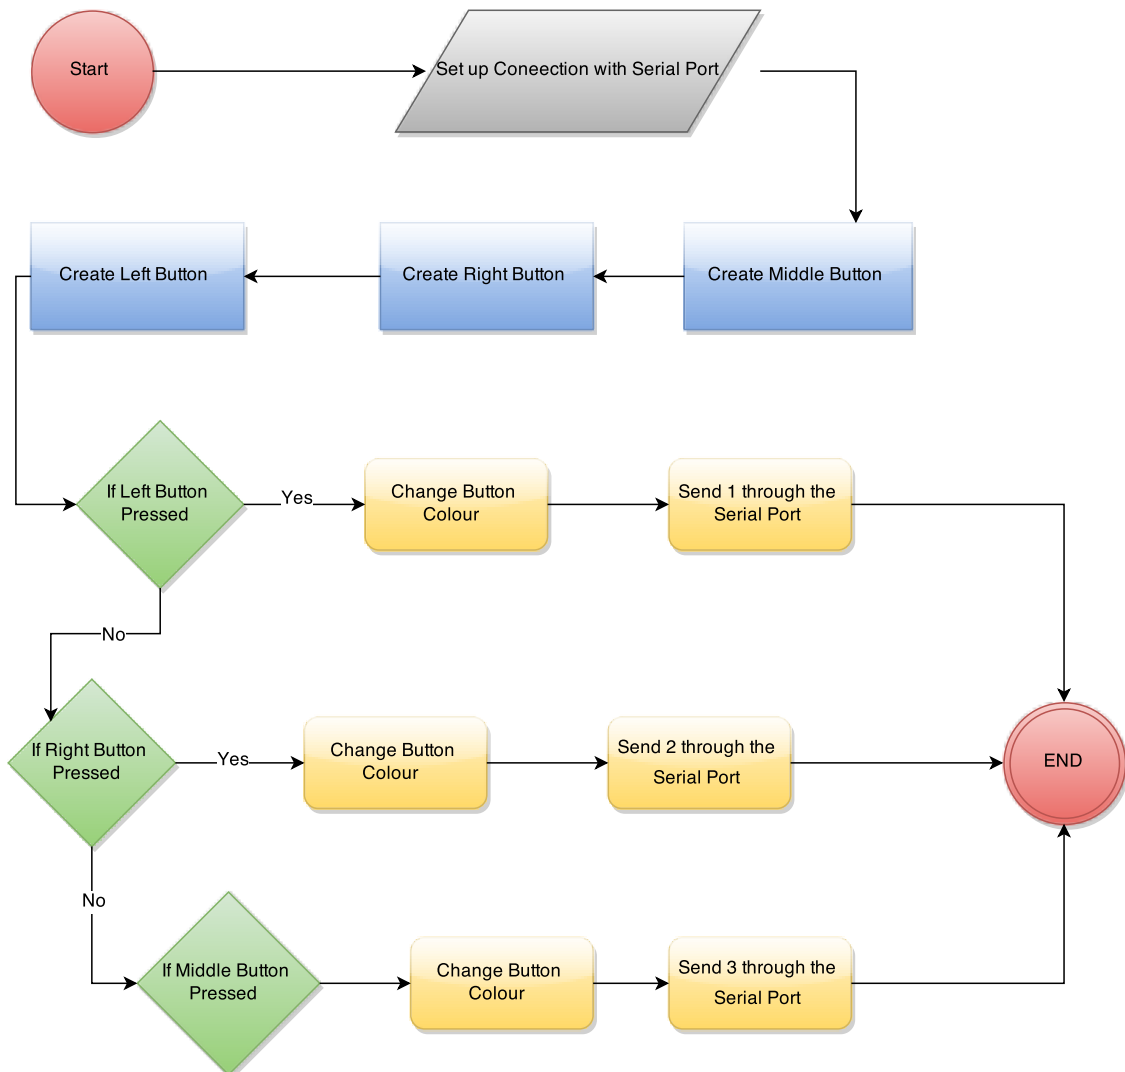 Start
Set up Coneection with Serial Port
Create Left Button
Create Right Button
Create Middle Button
If Left Button
Pressed
Yes
Change Button
Colour
Send 1 through the
Serial Port
No
If Right Button
Pressed
Yes
Change Button
Colour
Send 2 through the
Serial Port
END
No
If Middle Button
Pressed
Change Button
Colour
Send 3 through the
Serial Port